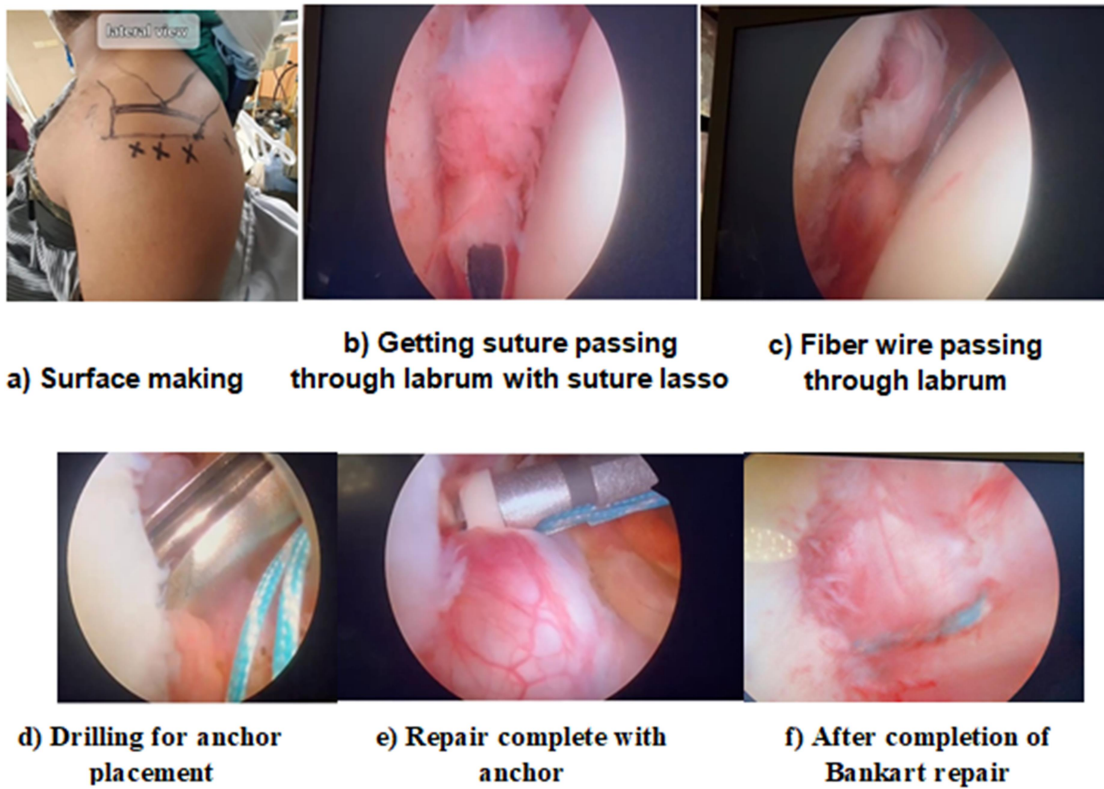 lateral view
a) Surface making
b) Getting suture passing
through labrum with suture lasso
c) Fiber wire passing
through labrum
d) Drilling for anchor
placement
e) Repair complete with
anchor
f) After completion of
Bankart repair